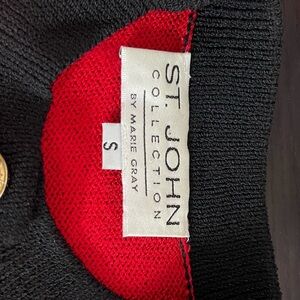 ST. JOHN
COLLECTION
BY MARIE GRAY
S